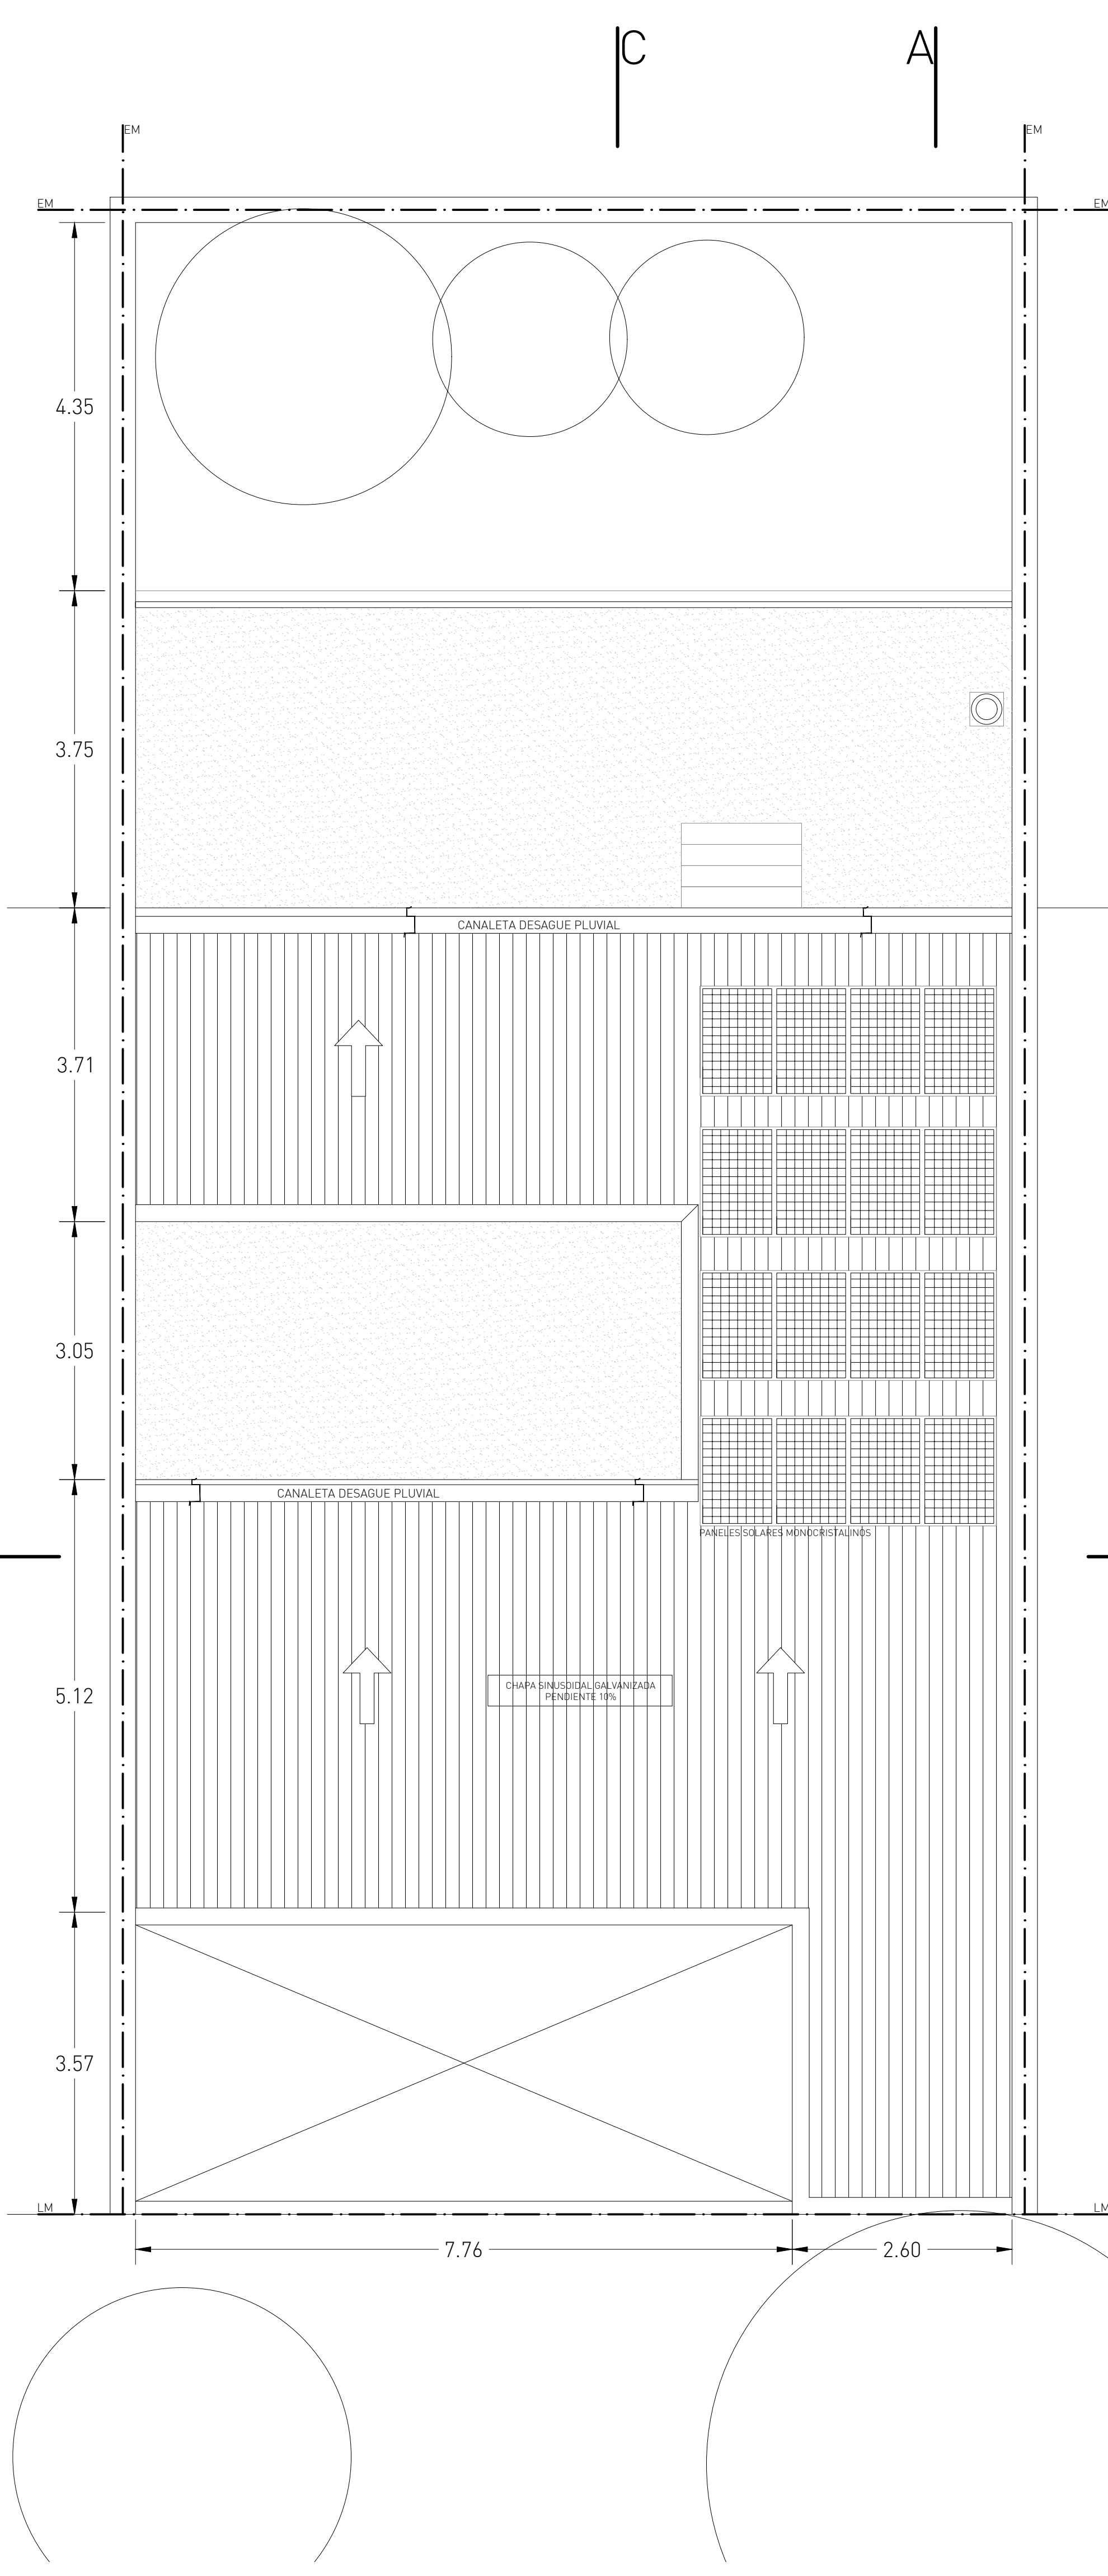 C
A
EM
EM
EM
EM
4.35
3.75
CANALETA DESAGUE PLUVIAL
3.71
3.05
CANALETA DESAGUE PLUVIAL
PANELES SOLARES MONOCRISTALINOS
CHAPA SINUSOIDAL GALVANIZADA
PENDIENTE 10%
5.12
3.57
LM
LM
7.76
2.60